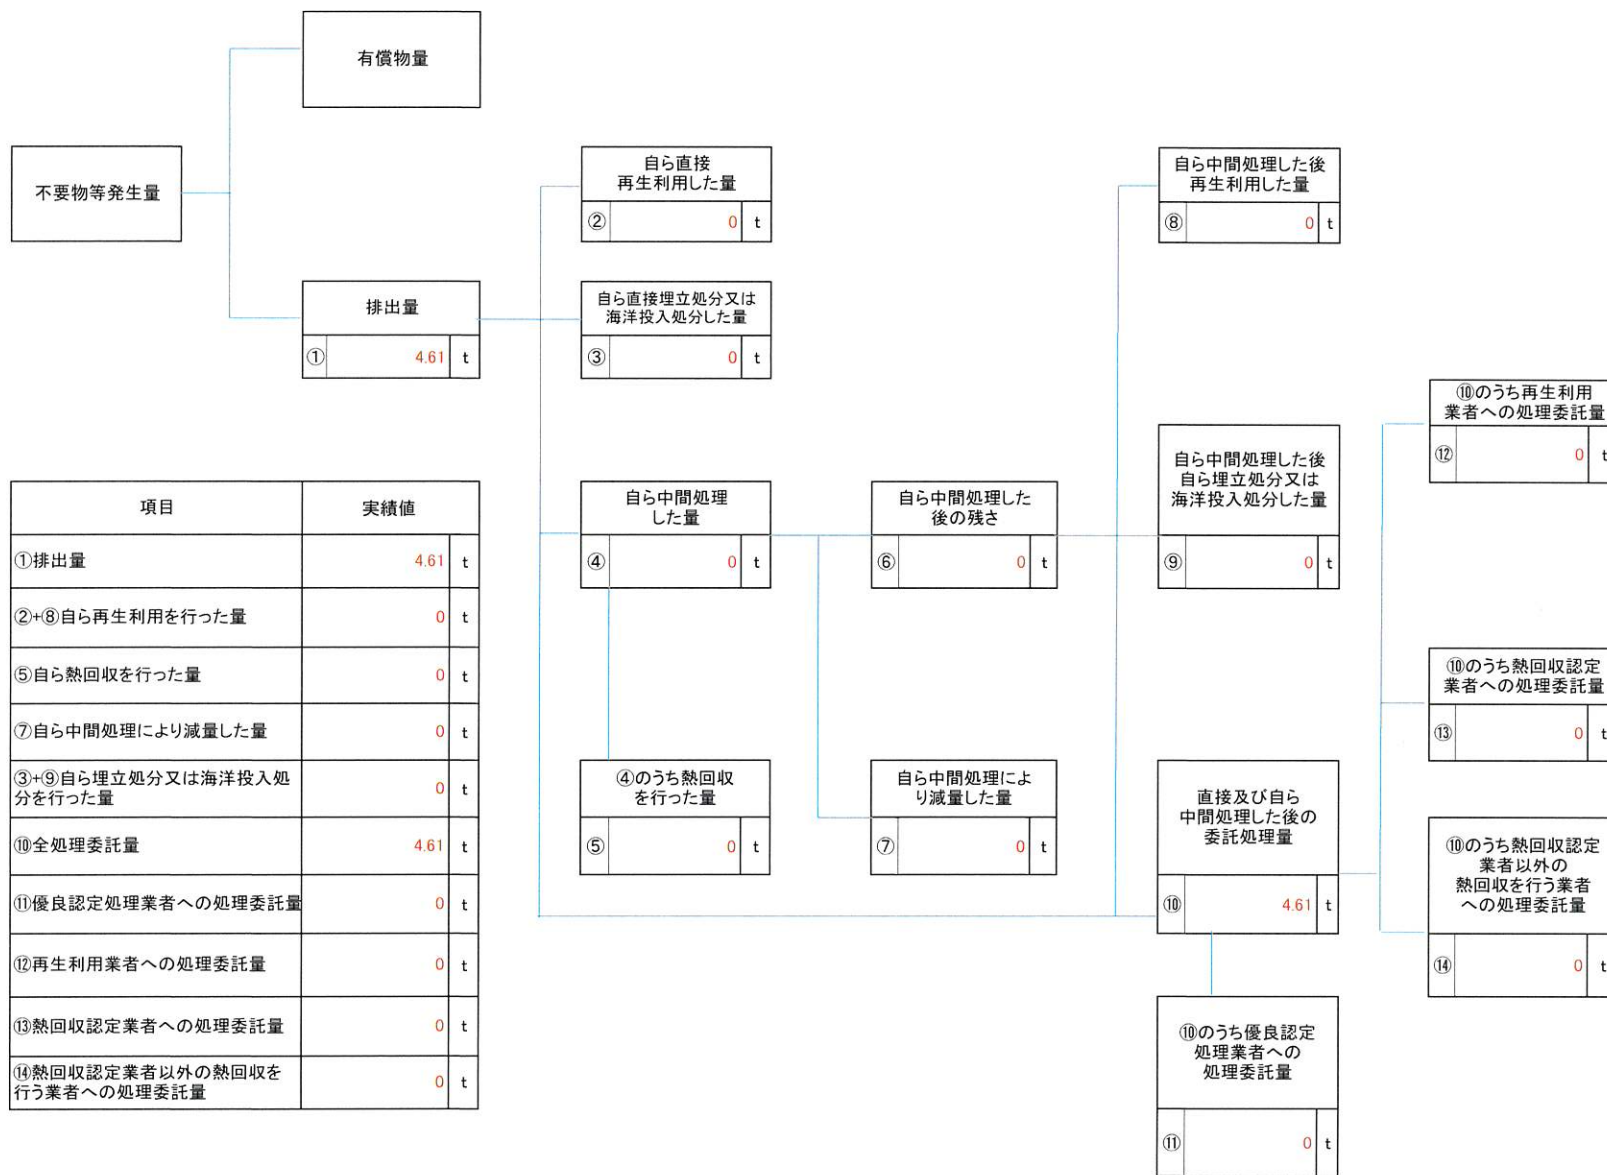 有償物量
不要物等発生量
排出量
① 4.61 t
自ら直接
再生利用した量
② 0 t
自ら直接埋立処分又は
海洋投入処分した量
③ 0 t
自ら中間処理
した量
④ 0 t
④のうち熱回収
を行った量
⑤ 0 t
自ら中間処理した
後の残さ
⑥ 0 t
自ら中間処理によ
り減量した量
⑦ 0 t
自ら中間処理した後
再生利用した量
⑧ 0 t
自ら中間処理した後
自ら埋立処分又は
海洋投入処分した量
⑨ 0 t
直接及び自ら
中間処理した後の
委託処理量
⑩ 4.61 t
⑩のうち優良認定
処理業者への
処理委託量
⑪ 0 t
⑩のうち再生利用
業者への処理委託量
⑫ 0 t
⑩のうち熱回収認定
業者への処理委託量
⑬ 0 t
⑩のうち熱回収認定
業者以外の
熱回収を行う業者
への処理委託量
⑭ 0 t
項目 実績値
①排出量 4.61 t
②+⑧自ら再生利用を行った量 0 t
⑤自ら熱回収を行った量 0 t
⑦自ら中間処理により減量した量 0 t
③+⑨自ら埋立処分又は海洋投入処
分を行った量 0 t
⑩全処理委託量 4.61 t
⑪優良認定処理業者への処理委託量 0 t
⑫再生利用業者への処理委託量 0 t
⑬熱回収認定業者への処理委託量 0 t
⑭熱回収認定業者以外の熱回収を
行う業者への処理委託量 0 t